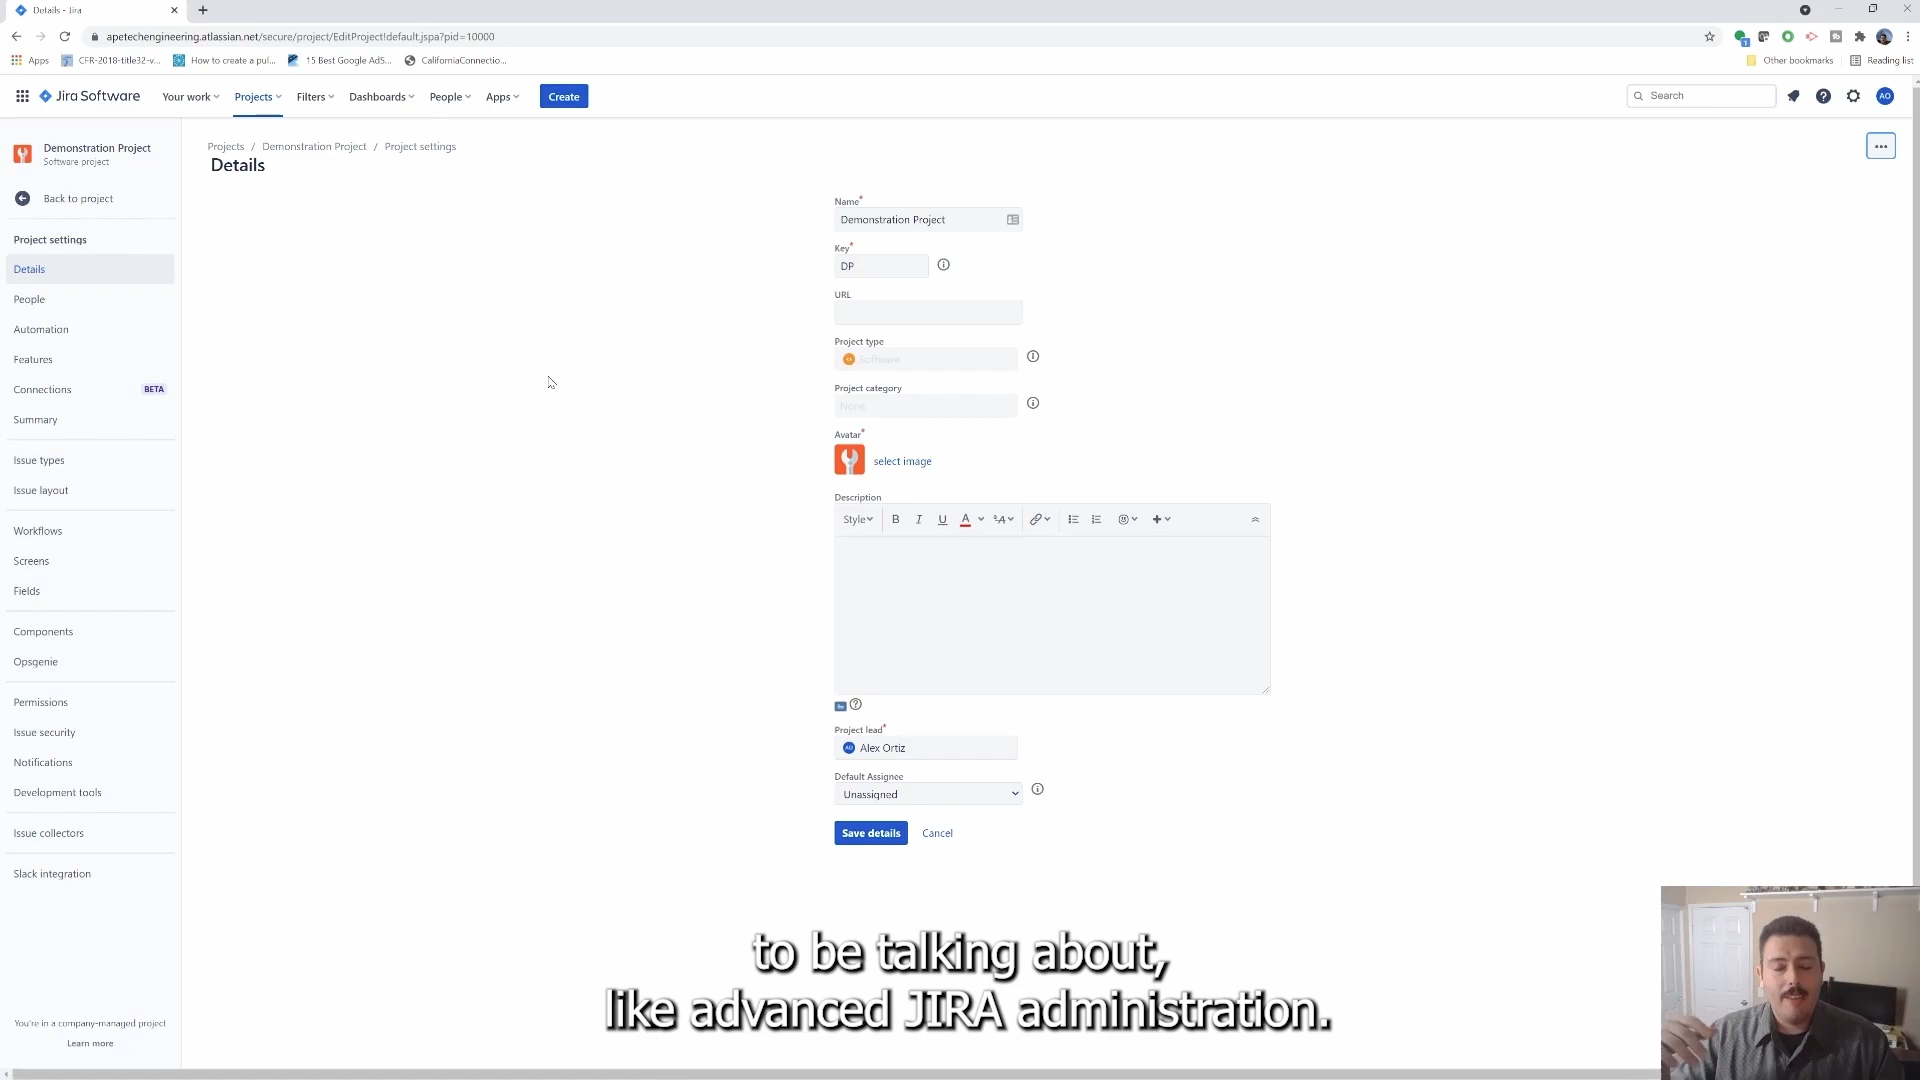 Details - Jira
apetechengineering.atlassian.net/secure/project/EditProject!default.jspa?pid=10000
Apps
CFR-2018-title32-v...
How to create a pul...
15 Best Google AdS...
CaliforniaConnectio...
Other bookmarks
Reading list
Jira Software
Your work
Projects
Filters
Dashboards
People
Apps
Create
Search
AO
Demonstration Project
Software project
Back to project
Project settings
Details
People
Automation
Features
Connections BETA
Summary
Issue types
Issue layout
Workflows
Screens
Fields
Components
Opsgenie
Permissions
Issue security
Notifications
Development tools
Issue collectors
Slack integration
You're in a company-managed project
Learn more
Projects / Demonstration Project / Project settings
Details
Name*
Demonstration Project
Key*
DP
URL
Project type
Software
Project category
None
Avatar*
select image
Description
Style B I U A
Project lead*
AO Alex Ortiz
Default Assignee
Unassigned
Save details Cancel
to be talking about,
like advanced JIRA administration.